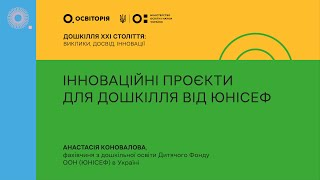 ОСВІТОРІЯ
МІНІСТЕРСТВО
ОСВІТИ І НАУКИ
УКРАЇНИ
ДОШКІЛЛЯ ХХІ СТОЛІТТЯ:
ВИКЛИКИ, ДОСВІД, ІННОВАЦІЇ
ІННОВАЦІЙНІ ПРОЄКТИ
ДЛЯ ДОШКІЛЛЯ ВІД ЮНІСЕФ
АНАСТАСІЯ КОНОВАЛОВА,
фахівчиня з дошкільної освіти Дитячого Фонду
ООН (ЮНІСЕФ) в Україні